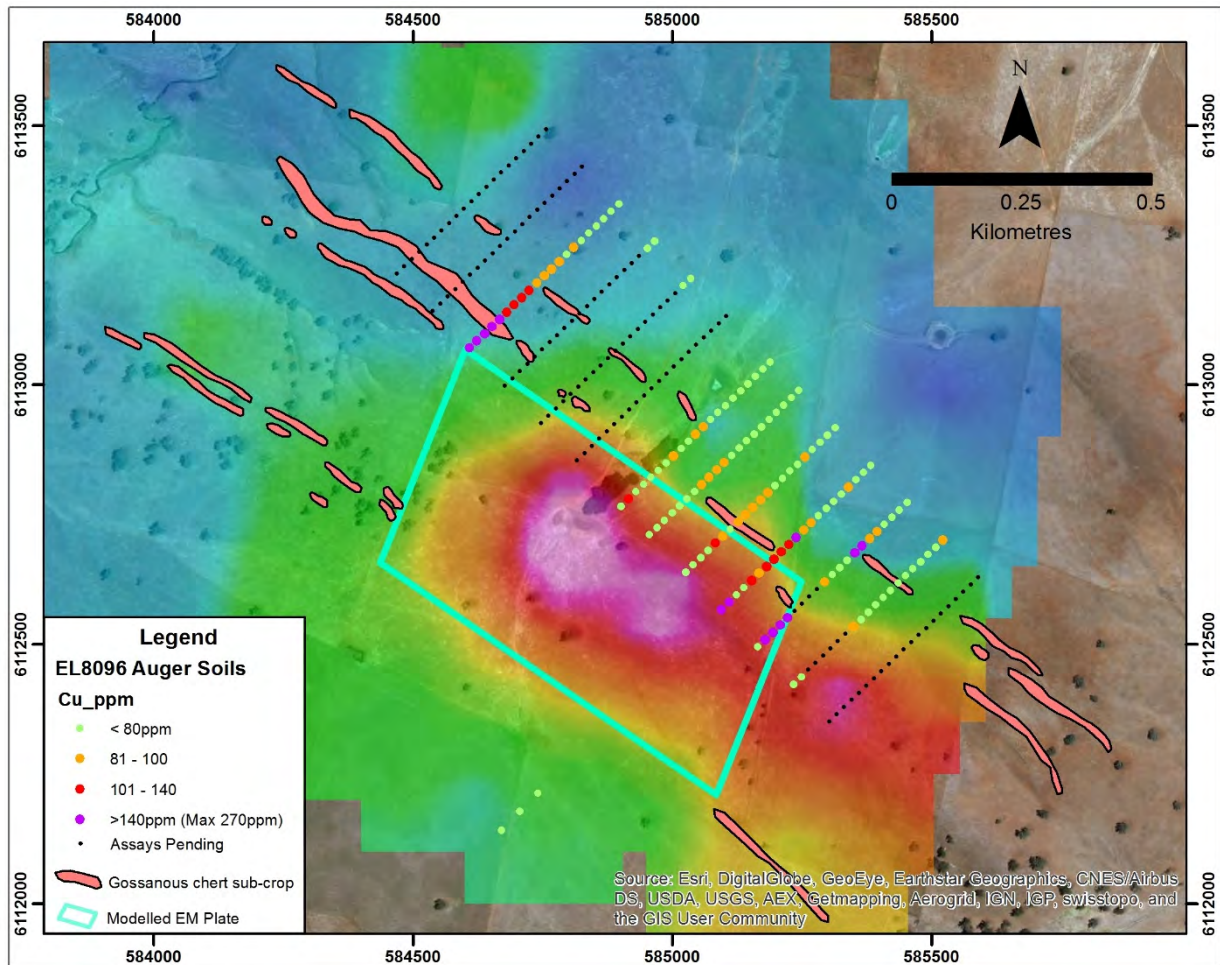 584000 584500 585000 585500
6113500
6113500
N
0 0.25 0.5
Kilometres
6113000
6113000
6112500
6112500
Legend
EL8096 Auger Soils
Cu_ppm
< 80ppm
81 - 100
101 - 140
>140ppm (Max 270ppm)
Assays Pending
Gossanous chert sub-crop
Modelled EM Plate
Source: Esri, DigitalGlobe, GeoEye, Earthstar Geographics, CNES/Airbus
DS, USDA, USGS, AEX, Getmapping, Aerogrid, IGN, IGP, swisstopo, and
the GIS User Community
6112000
6112000
584000 584500 585000 585500